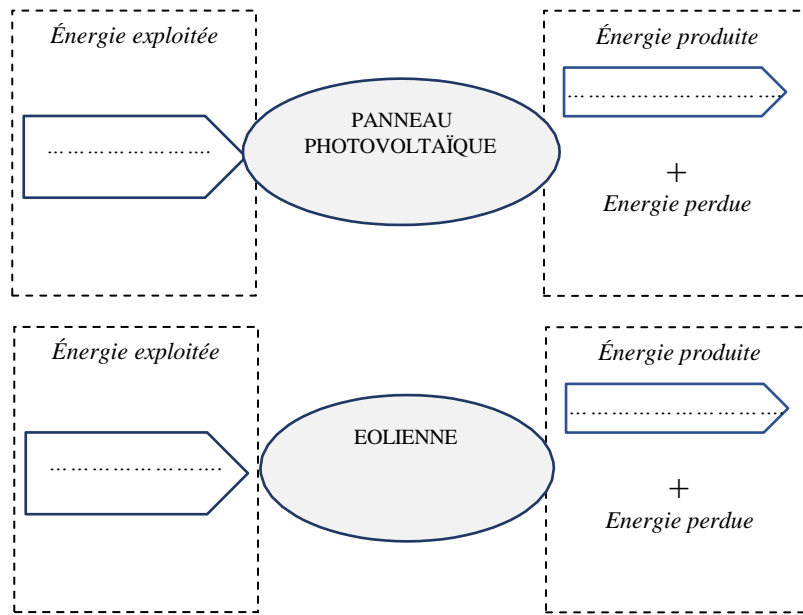 Énergie exploitée
Énergie produite
……………………….
PANNEAU
PHOTOVOLTAÏQUE
…………………….
+
Energie perdue
Énergie exploitée
Énergie produite
……………………….
EOLIENNE
…………………….
+
Energie perdue